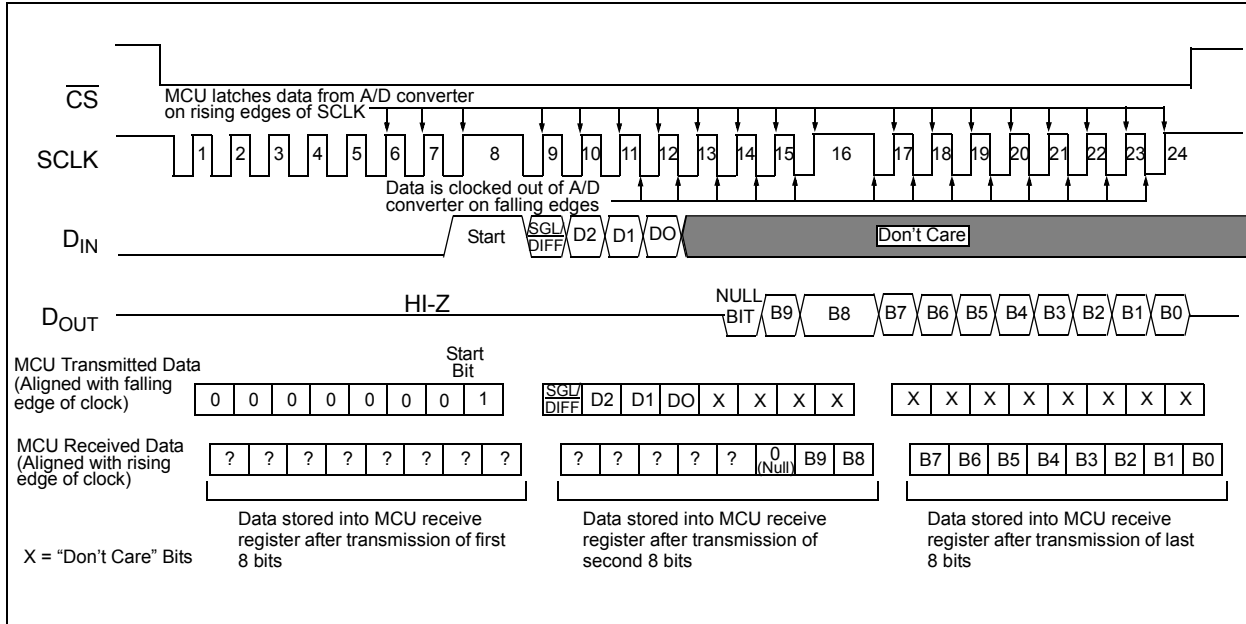 CS
MCU latches data from A/D converter
on rising edges of SCLK
SCLK
1 2 3 4 5 6 7 8 9 10 11 12 13 14 15 16 17 18 19 20 21 22 23 24
Data is clocked out of A/D
converter on falling edges
DIN
Start SGL/ DIFF D2 D1 DO Don't Care
HI-Z
DOUT
NULL BIT B9 B8 B7 B6 B5 B4 B3 B2 B1 B0
MCU Transmitted Data
(Aligned with falling
edge of clock)
Start
Bit
0 0 0 0 0 0 0 1
SGL/ DIFF D2 D1 DO X X X X
X X X X X X X X
MCU Received Data
(Aligned with rising
edge of clock)
? ? ? ? ? ? ? ?
? ? ? ? ? 0 (Null) B9 B8
B7 B6 B5 B4 B3 B2 B1 B0
Data stored into MCU receive
register after transmission of first
8 bits
Data stored into MCU receive
register after transmission of
second 8 bits
Data stored into MCU receive
register after transmission of last
8 bits
X = “Don’t Care” Bits